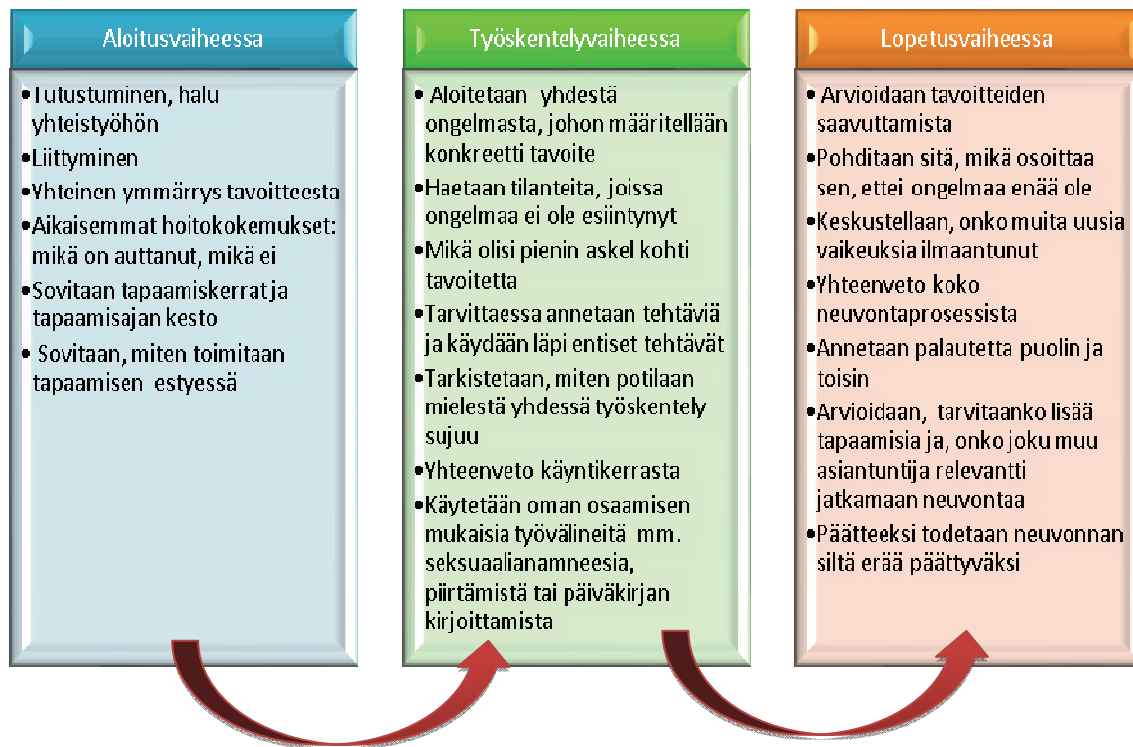 Aloitusvaiheessa
•Tutustuminen, halu
yhteistyöhön
•Liittyminen
•Yhteinen ymmärrys tavoitteesta
•Aikaisemmat hoitokokemukset:
mikä on auttanut, mikä ei
•Sovitaan tapaamiskerrat ja
tapaamisajan kesto
• Sovitaan, miten toimitaan
tapaamisen estyessä
Työskentelyvaiheessa
• Aloitetaan yhdestä
ongelmasta, johon määritellään
konkreetti tavoite
•Haetaan tilanteita, joissa
ongelmaa ei ole esiintynyt
•Mikä olisi pienin askel kohti
tavoitetta
•Tarvittaessa annetaan tehtäviä
ja käydään läpi entiset tehtävät
•Tarkistetaan, miten potilaan
mielestä yhdessä työskentely
sujuu
•Yhteenveto käyntikerrasta
•Käytetään oman osaamisen
mukaisia työvälineitä mm.
seksuaalianamneesia,
piirtämistä tai päiväkirjan
kirjoittamista
Lopetusvaiheessa
• Arvioidaan tavoitteiden
saavuttamista
•Pohditaan sitä, mikä osoittaa
sen, ettei ongelmaa enää ole
•Keskustellaan, onko muita uusia
vaikeuksia ilmaantunut
•Yhteenveto koko
neuvontaprosessista
•Annetaan palautetta puolin ja
toisin
•Arvioidaan, tarvitaanko lisää
tapaamisia ja, onko joku muu
asiantuntija relevantti
jatkamaan neuvontaa
•Päätteeksi todetaan neuvonnan
siltä erää päättyväksi